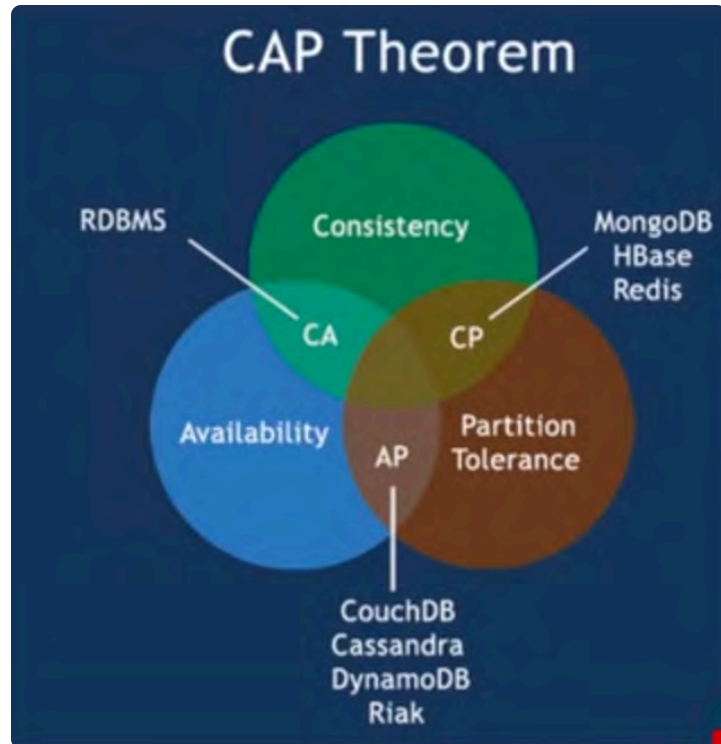 CAP Theorem
RDBMS
Consistency
MongoDB
HBase
Redis
CA
CP
Availability
AP
Partition
Tolerance
CouchDB
Cassandra
DynamoDB
Riak